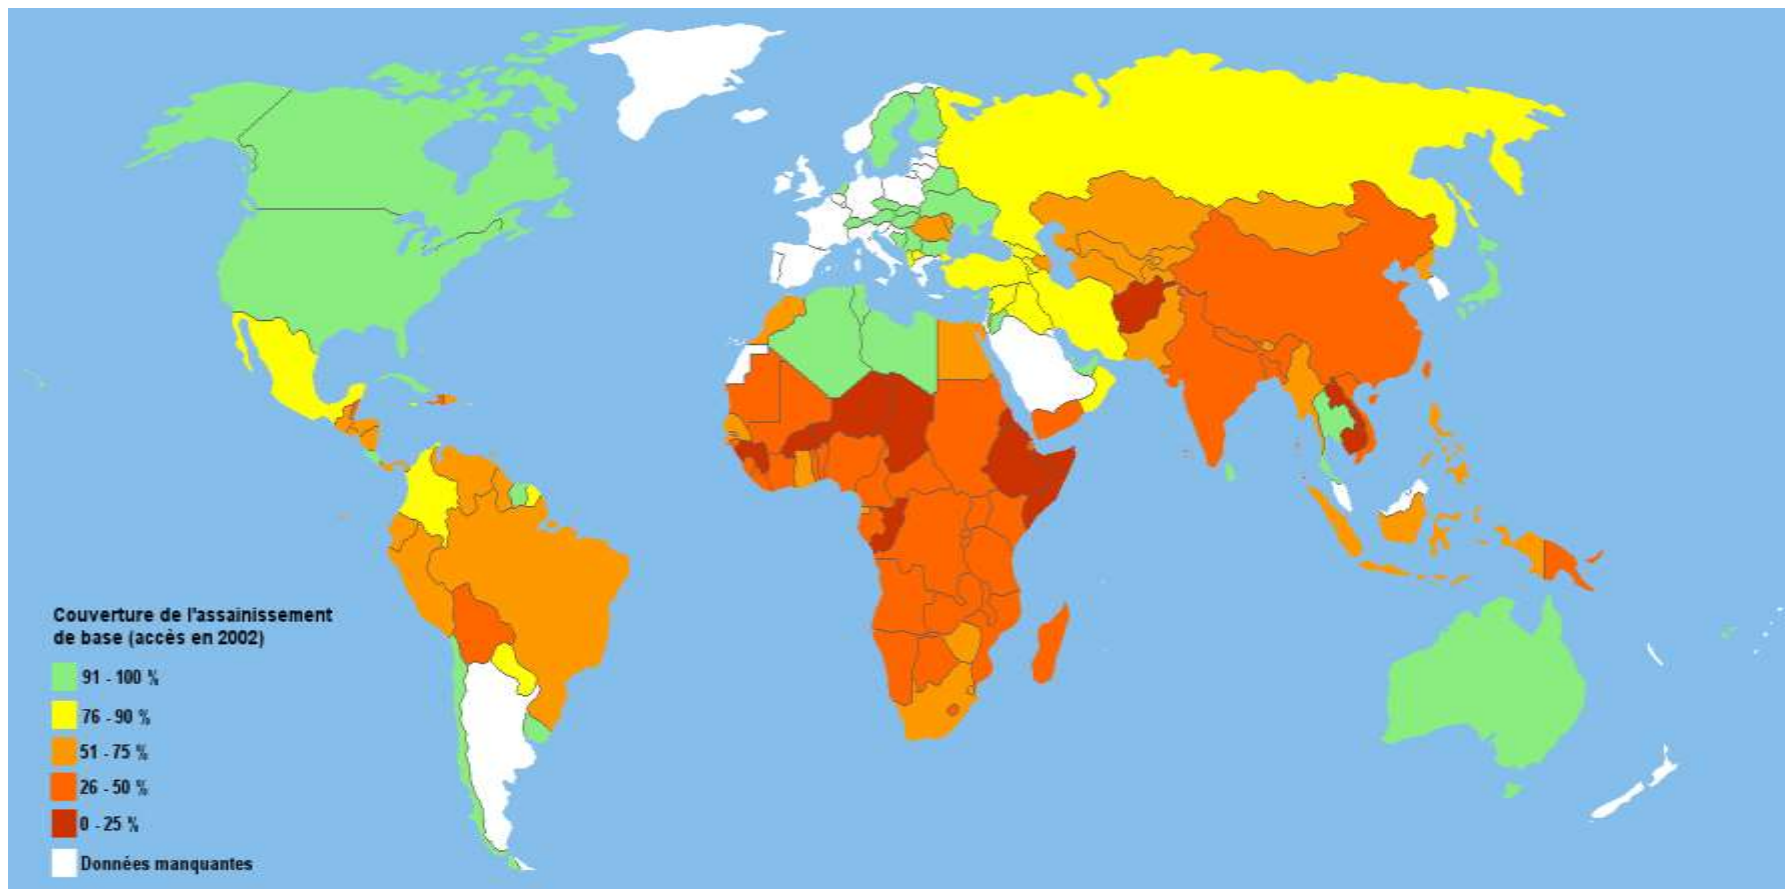 Couverture de l'assainissement
de base (accès en 2002)
91 - 100 %
76 - 90 %
51 - 75 %
26 - 50 %
0 - 25 %
Données manquantes